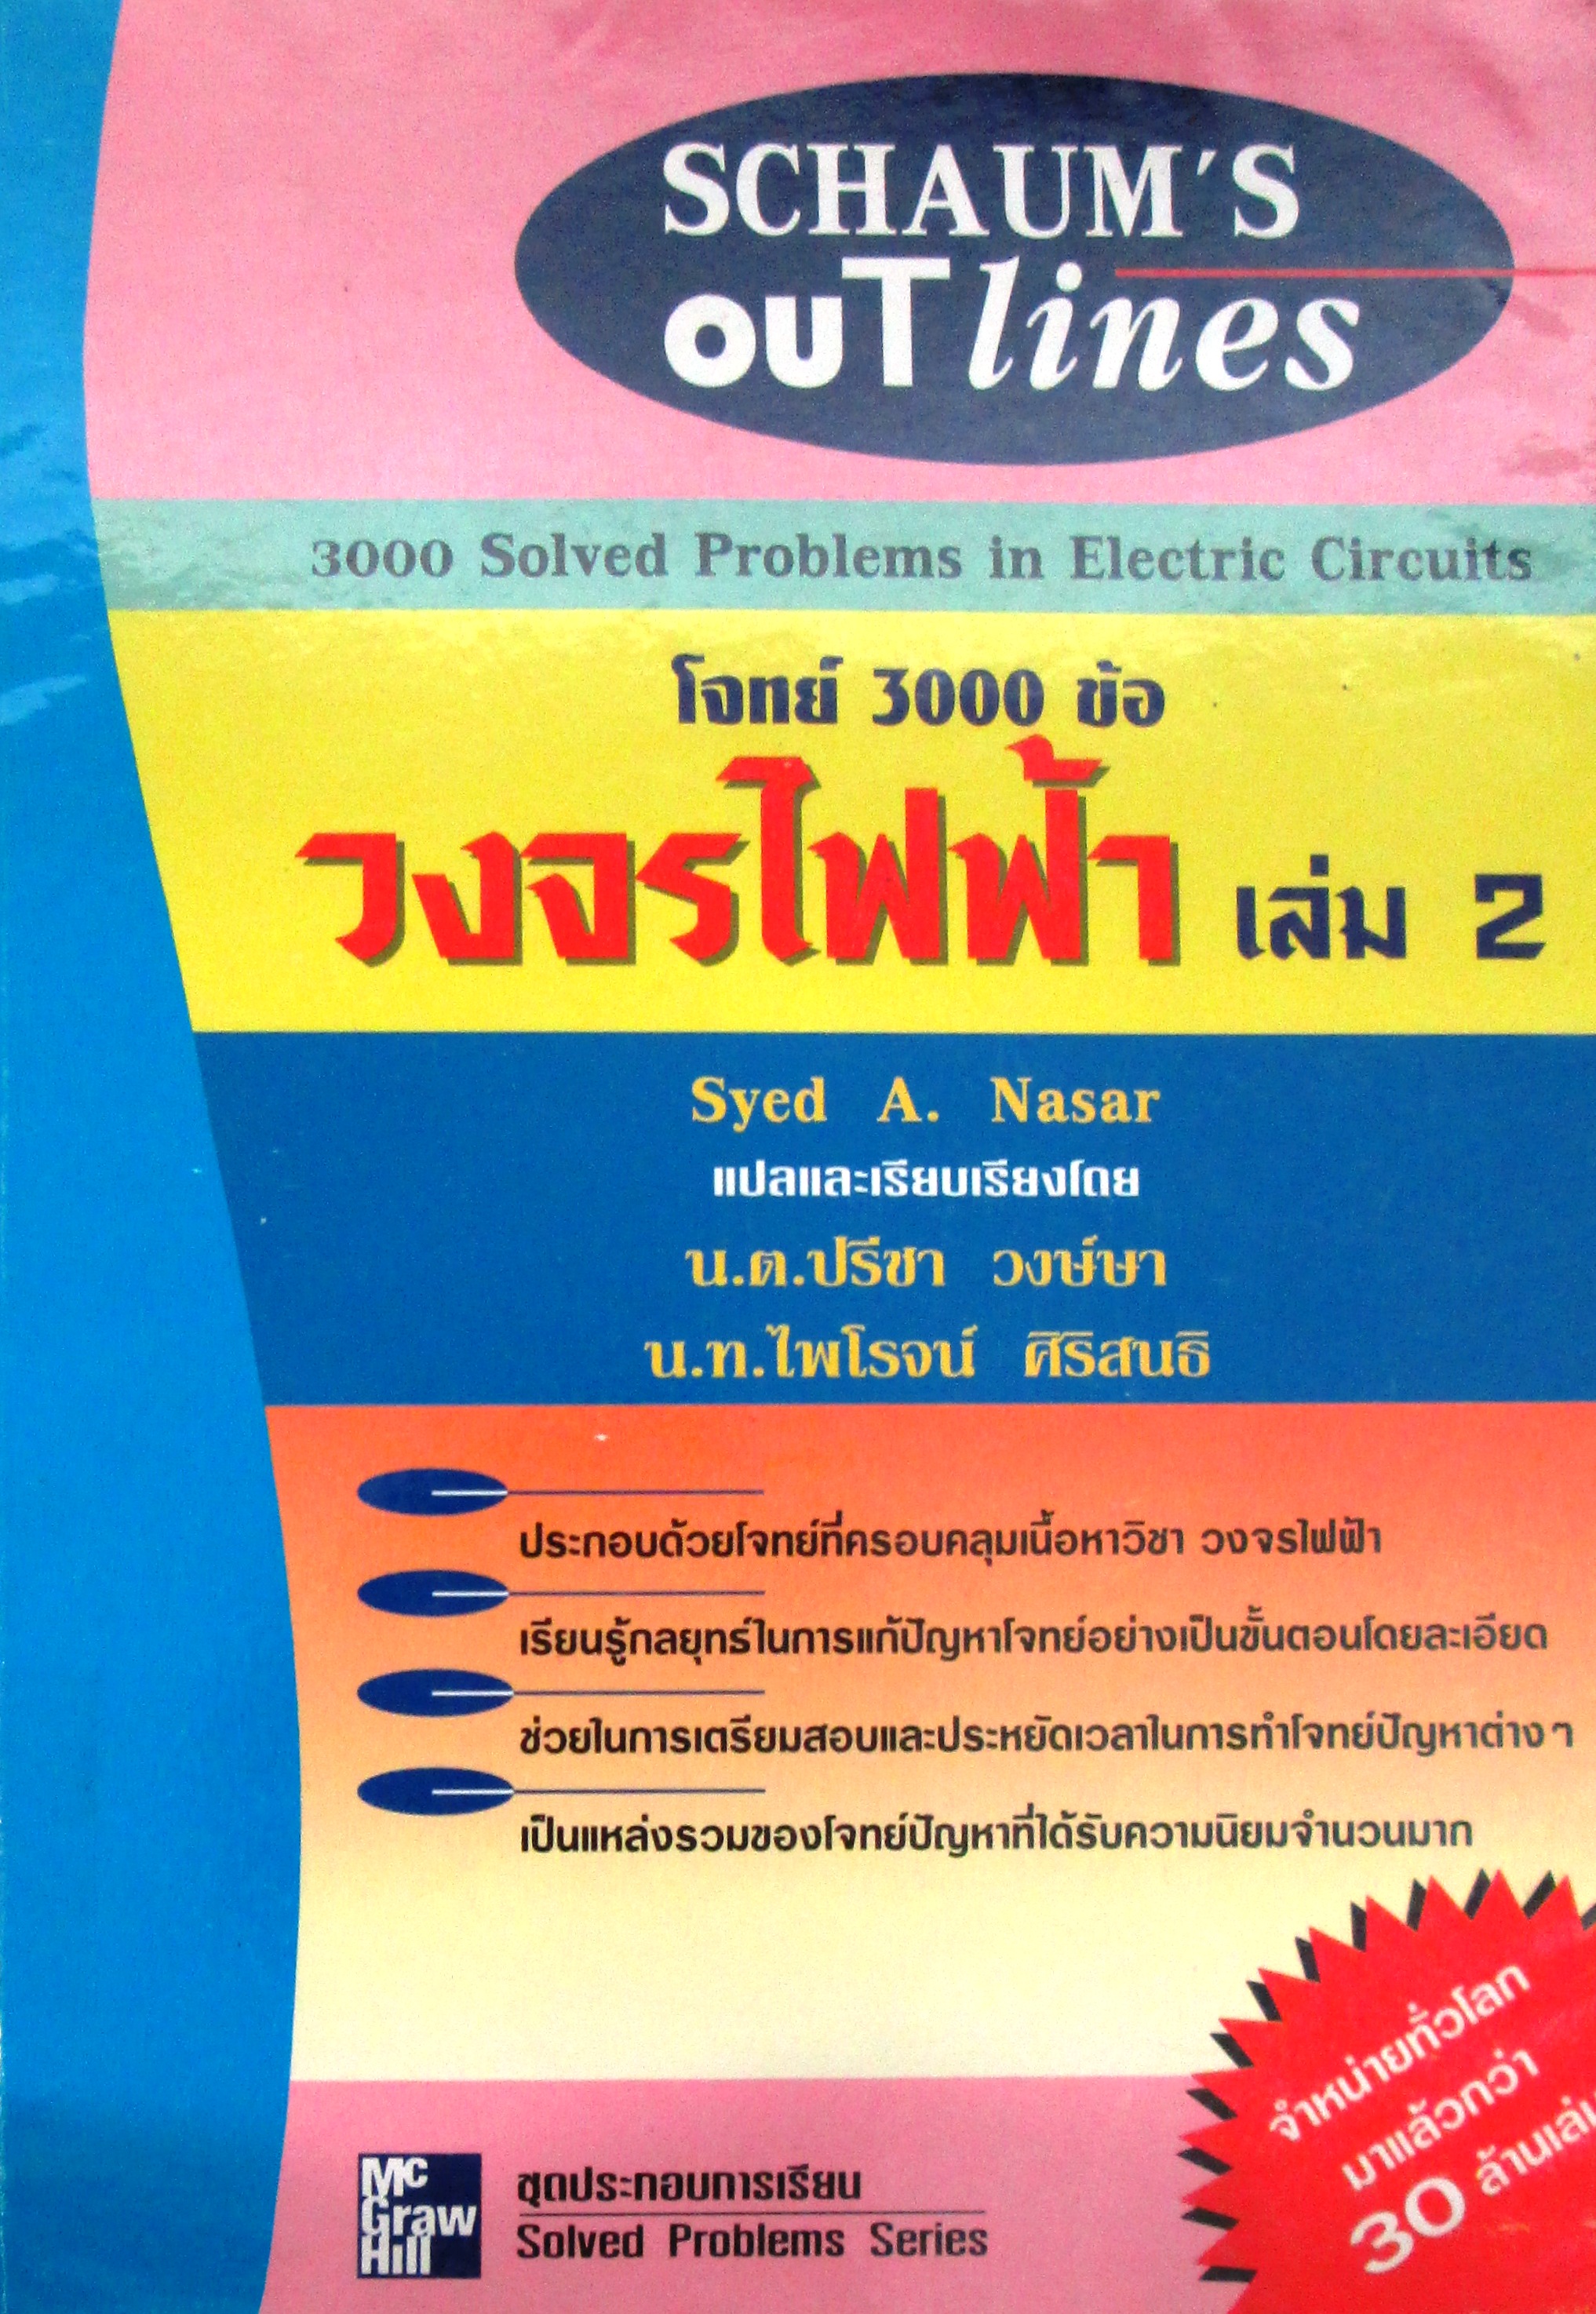 SCHAUM'S
OUTlines
3000 Solved Problems in Electric Circuits
โจทย์ 3000 ข้อ
วงจรไฟฟ้า เล่ม 2
Syed A. Nasar
แปลและเรียบเรียงโดย
น.ต.ปรีชา วงษ์ษา
น.ท.ไพโรจน์ ศิริสนธิ
ประกอบด้วยโจทย์ที่ครอบคลุมเนื้อหาวิชา วงจรไฟฟ้า
เรียนรู้กลยุทธ์ในการแก้ปัญหาโจทย์อย่างเป็นขั้นตอนโดยละเอียด
ช่วยในการเตรียมสอบและประหยัดเวลาในการทำโจทย์ปัญหาต่างๆ
เป็นแหล่งรวมของโจทย์ปัญหาที่ได้รับความนิยมจำนวนมาก
จำหน่ายทั่วโลก
มาแล้วกว่า
30 ล้านเล่ม
Mc
Graw
Hill
ชุดประกอบการเรียน
Solved Problems Series